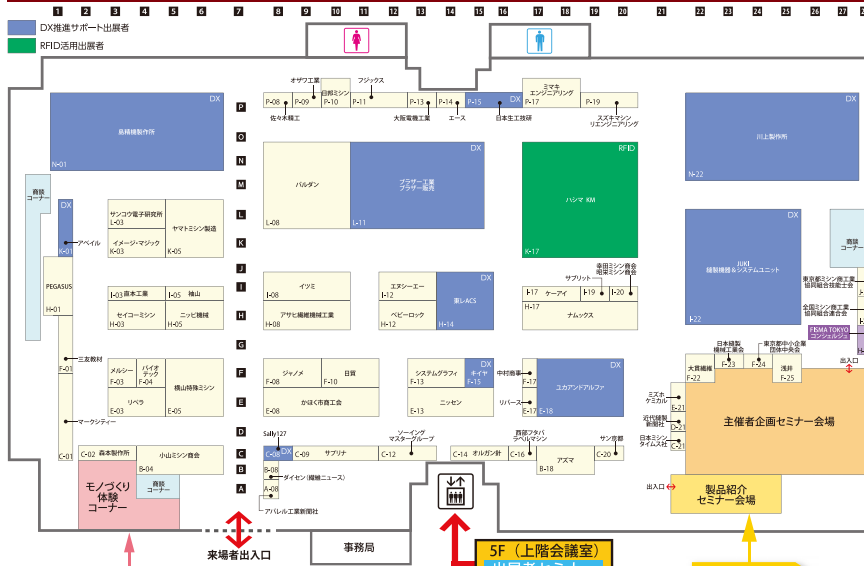 1 2 3 4 5 6 7 8 9 10 11 12 13 14 15 16 17 18 19 20 21 22 23 24 25 26 27
DX推進サポート出展者
RFID活用出展者
DX
島精機製作所
N-01
P
O
N
M
L
K
J
I
H
G
F
E
D
C
B
A
オザワ工業
日邦ミシン
フジックス
P-08 P-09 P-10 P-11 P-13 P-14 P-15 DX P-17 P-19
ミマキ
エンジニアリング
佐々木精工
大阪電機工業
エース
日本生工技研
スズキマシン
リエンジニアリング
DX
川上製作所
N-22
バルダン
L-08
DX
ブラザー工業
ブラザー販売
L-11
RFID
ハシマ KM
K-17
商談
コーナー
DX
K-01
アベイル
サンコウ電子研究所
L-03
イメージ・マジック
K-03
ヤマトミシン製造
K-05
DX
JUKI
縫製機器&システムユニット
I-22
商談
コーナー
PEGASUS
H-01
I-03 直本工業
I-05 袖山
セイコーミシン
H-03
ニッピ機械
H-05
イツミ
I-08
アサヒ繊維機械工業
H-08
エヌシーエー
I-12
ベビーロック
H-12
DX
東レACS
H-14
幸田ミシン商会
昭栄ミシン商会
サプリット
I-17 ケーアイ
I-19
I-20
H-17
ナムックス
東京都ミシン商工業
協同組合技能士会
全国ミシン商工業
協同組合連合会
FISMA TOKYO
コンシェルジュ
出入口
三友教材
F-01
マークシティー
C-01
メルシー
F-03
バイオ
テック
F-04
リベラ
E-03
横山特殊ミシン
E-05
ジャノメ
F-08
日賀
F-10
かほく市商工会
E-08
システムグラフィ
F-13
DX
キイヤ
F-15
ニッセン
E-13
中村商事
F-17
リバース
E-17
DX
ユカアンドアルファ
E-18
大貫繊維
F-22
日本縫製
機械工業会
F-23
東京都中小企業
団体中央会
F-24
浅井
F-25
ミズホ
ケミカル
E-21
近代縫製
新聞社
D-21
日本ミシン
タイムス社
C-21
主催者企画セミナー会場
C-02 森本製作所
小山ミシン商会
B-04
モノづくり
体験
コーナー
商談
コーナー
Sally127
C-08 DX
C-09 サプリナ
C-12
ソーイング
マスターグループ
B-08
ダイセン(繊維ニュース)
A-08
アパレル工業新聞社
C-14 オルガン針
西部フタバ
ラベルマシン
C-16
アズマ
B-18
サン京都
C-20
出入口
製品紹介
セミナー会場
来場者出入口
事務局
5F(上階会議室)